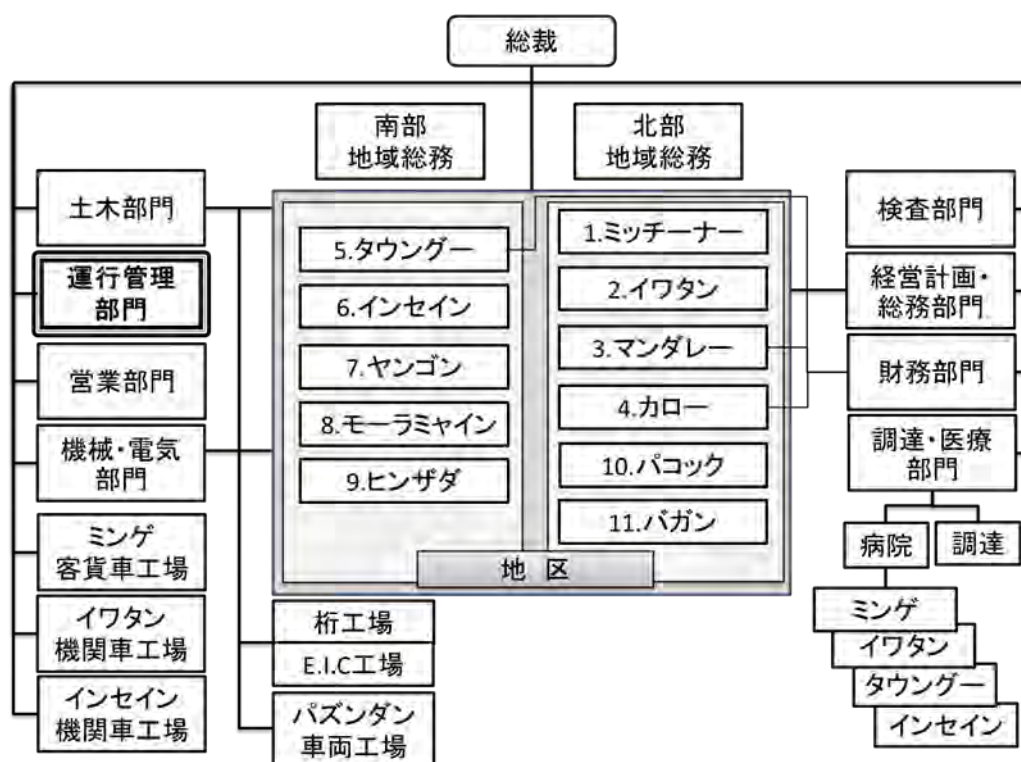 総裁
南部
地域総務
北部
地域総務
土木部門
運行管理
部門
営業部門
機械・電気
部門
ミンゲ
客貨車工場
イワタン
機関車工場
インセイン
機関車工場
5.タウングー
6.インセイン
7.ヤンゴン
8.モーラミャイン
9.ヒンザダ
1.ミッチーナー
2.イワタン
3.マンダレー
4.カロー
10.パコック
11.バガン
地 区
桁工場
E.I.C工場
パズンダン
車両工場
検査部門
経営計画・
総務部門
財務部門
調達・医療
部門
病院
調達
ミンゲ
イワタン
タウングー
インセイン